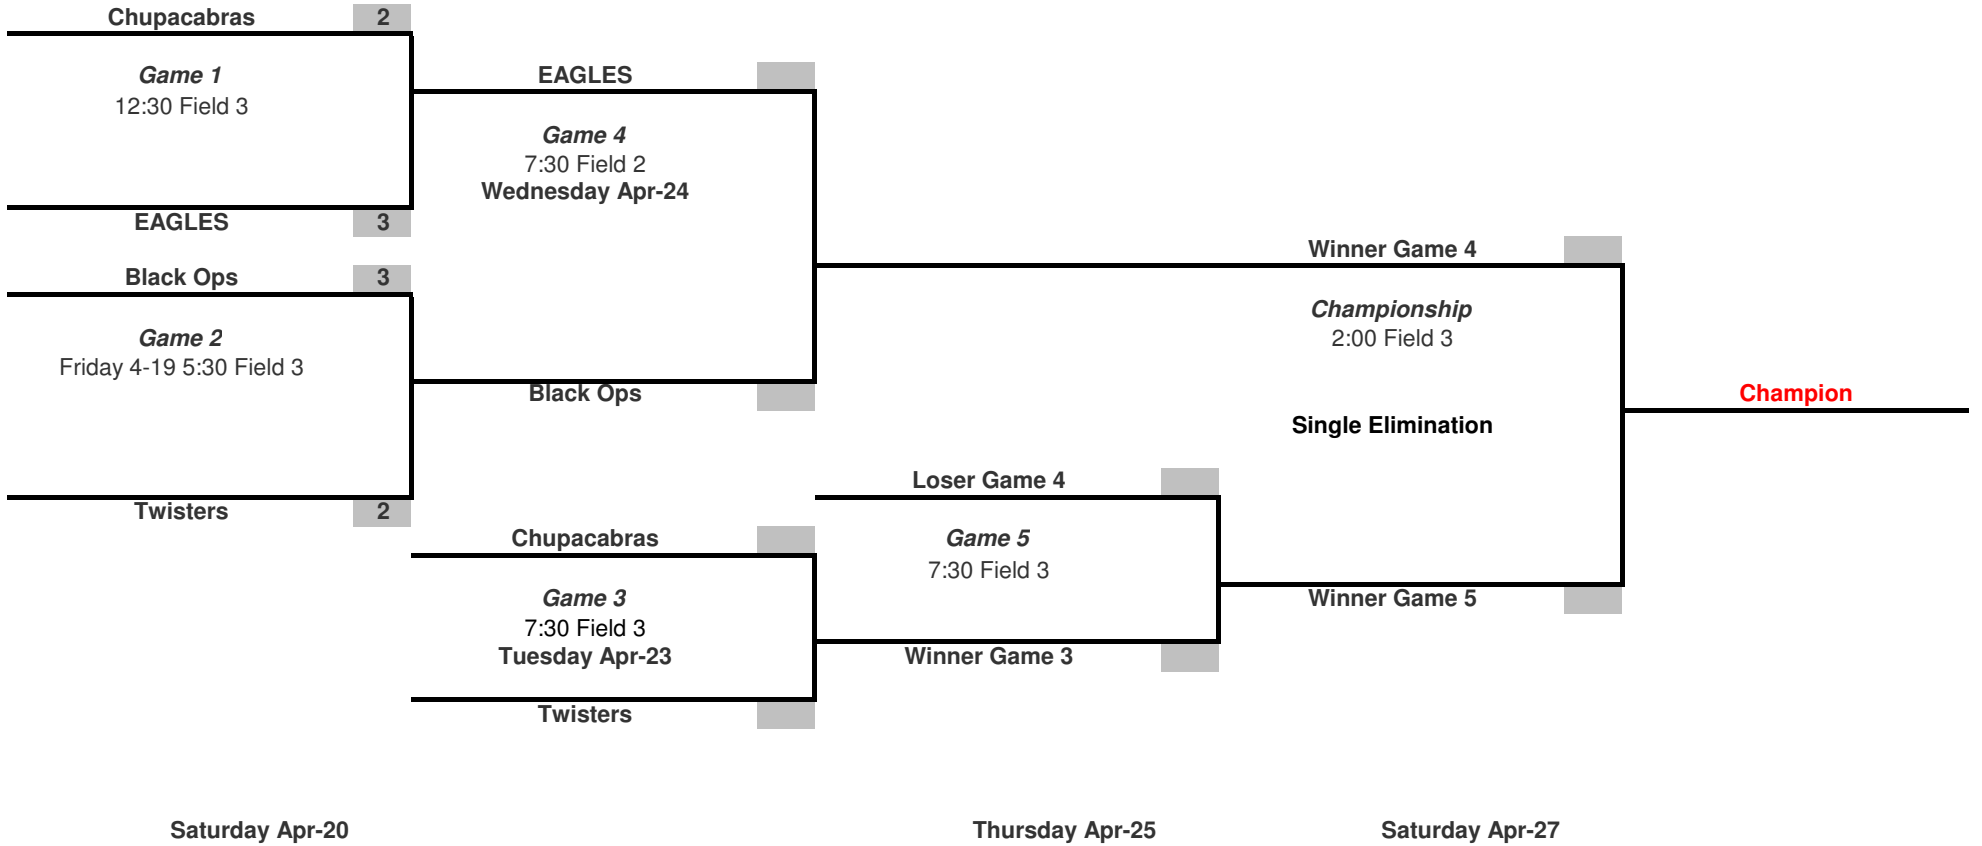 Chupacabras 2
Game 1
12:30 Field 3
EAGLES 3
Black Ops 3
Game 2
Friday 4-19 5:30 Field 3
Twisters 2
EAGLES
Game 4
7:30 Field 2
Wednesday Apr-24
Black Ops
Chupacabras
Game 3
7:30 Field 3
Tuesday Apr-23
Twisters
Loser Game 4
Game 5
7:30 Field 3
Winner Game 3
Winner Game 4
Championship
2:00 Field 3
Single Elimination
Winner Game 5
Champion
Saturday Apr-20
Thursday Apr-25
Saturday Apr-27